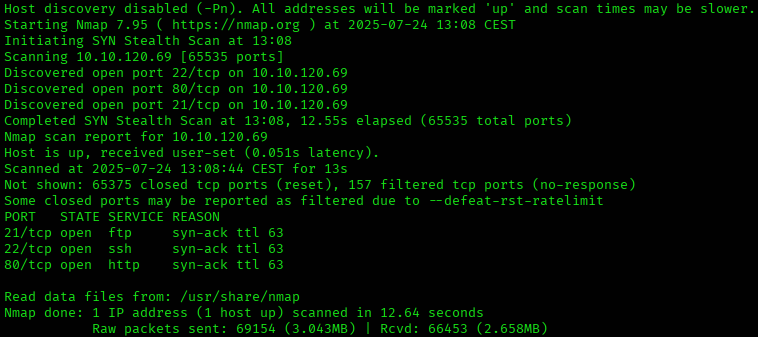 Host discovery disabled (-Pn). All addresses will be marked 'up' and scan times may be slower.
Starting Nmap 7.95 ( https://nmap.org ) at 2025-07-24 13:08 CEST
Initiating SYN Stealth Scan at 13:08
Scanning 10.10.120.69 [65535 ports]
Discovered open port 22/tcp on 10.10.120.69
Discovered open port 80/tcp on 10.10.120.69
Discovered open port 21/tcp on 10.10.120.69
Completed SYN Stealth Scan at 13:08, 12.55s elapsed (65535 total ports)
Nmap scan report for 10.10.120.69
Host is up, received user-set (0.051s latency).
Scanned at 2025-07-24 13:08:44 CEST for 13s
Not shown: 65375 closed tcp ports (reset), 157 filtered tcp ports (no-response)
Some closed ports may be reported as filtered due to --defeat-rst-ratelimit
PORT   STATE SERVICE REASON
21/tcp open  ftp     syn-ack ttl 63
22/tcp open  ssh     syn-ack ttl 63
80/tcp open  http    syn-ack ttl 63
Read data files from: /usr/share/nmap
Nmap done: 1 IP address (1 host up) scanned in 12.64 seconds
           Raw packets sent: 69154 (3.043MB) | Rcvd: 66453 (2.658MB)